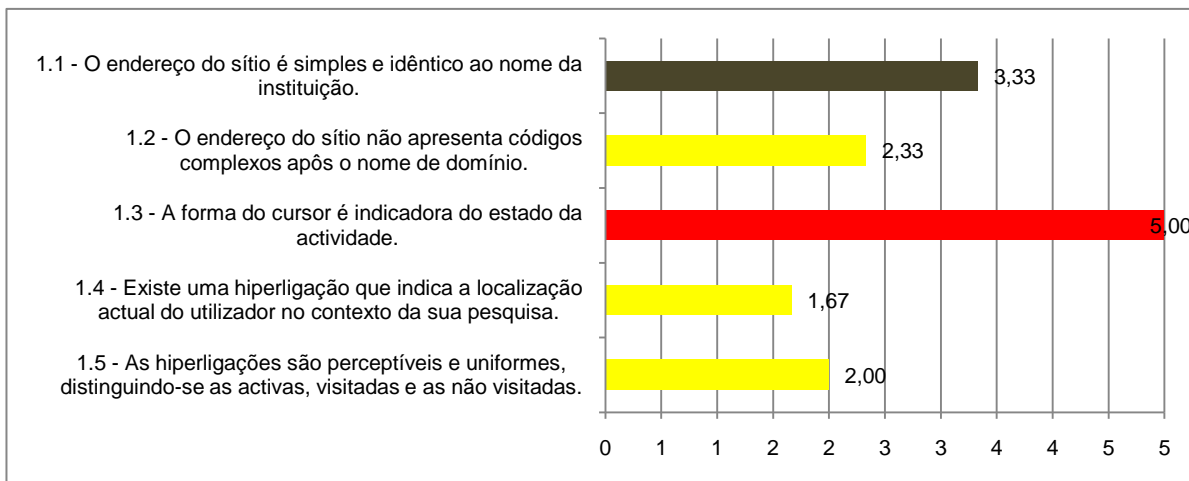 1.1 - O endereço do sítio é simples e idêntico ao nome da
instituição.
3,33
1.2 - O endereço do sítio não apresenta códigos
complexos apôs o nome de domínio.
2,33
1.3 - A forma do cursor é indicadora do estado da
actividade.
5,00
1.4 - Existe uma hiperligação que indica a localização
actual do utilizador no contexto da sua pesquisa.
1,67
1.5 - As hiperligações são perceptíveis e uniformes,
distinguindo-se as activas, visitadas e as não visitadas.
2,00
0 1 1 2 2 3 3 4 4 5 5